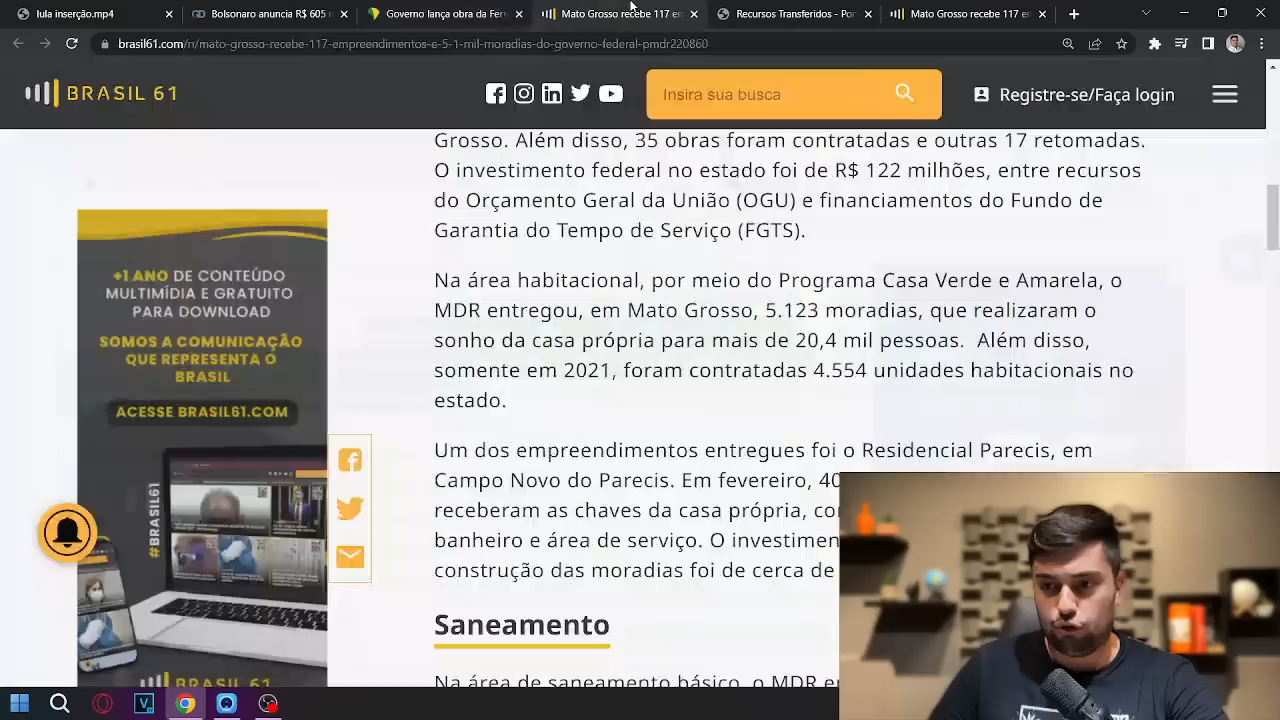 lula inserção.mp4
Bolsonaro anuncia R$ 605 m
Governo lança obra da Ferr
Mato Grosso recebe 117 em
Recursos Transferidos - Por
Mato Grosso recebe 117 em
brasil61.com/n/mato-grosso-recebe-117-empreendimentos-e-5-1-mil-moradias-do-governo-federal-pmdr220860
BRASIL 61
Insira sua busca
Registre-se/Faça login
Grosso. Além disso, 35 obras foram contratadas e outras 17 retomadas.
O investimento federal no estado foi de R$ 122 milhões, entre recursos
do Orçamento Geral da União (OGU) e financiamentos do Fundo de
Garantia do Tempo de Serviço (FGTS).
Na área habitacional, por meio do Programa Casa Verde e Amarela, o
MDR entregou, em Mato Grosso, 5.123 moradias, que realizaram o
sonho da casa própria para mais de 20,4 mil pessoas. Além disso,
somente em 2021, foram contratadas 4.554 unidades habitacionais no
estado.
Um dos empreendimentos entregues foi o Residencial Parecis, em
Campo Novo do Parecis. Em fevereiro, 40
receberam as chaves da casa própria, co
banheiro e área de serviço. O investimen
construção das moradias foi de cerca de
Saneamento
Na área de saneamento básico, o MDR e
+1 ANO DE CONTEÚDO
MULTIMÍDIA E GRATUITO
PARA DOWNLOAD
SOMOS A COMUNICAÇÃO
QUE REPRESENTA O
BRASIL
ACESSE BRASIL61.COM
#BRASIL61
BRASIL 61